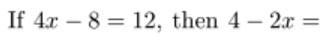 If 4x − 8 = 12, then 4 − 2x =